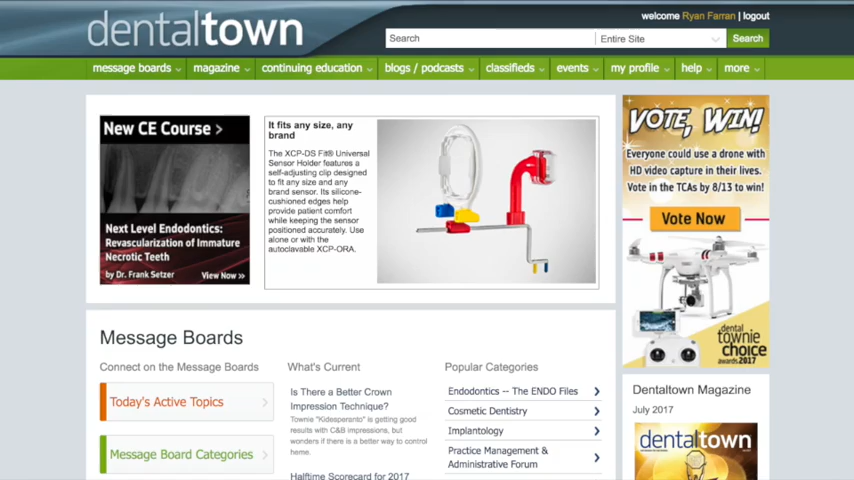 dentaltown
welcome Ryan Farran | logout
Search
Entire Site
Search
message boards
magazine
continuing education
blogs / podcasts
classifieds
events
my profile
help
more
New CE Course >
Next Level Endodontics:
Revascularization of Immature
Necrotic Teeth
by Dr. Frank Setzer
View Now »
It fits any size, any
brand
The XCP-DS Fit® Universal
Sensor Holder features a
self-adjusting clip designed
to fit any size and any
brand sensor. Its silicone-
cushioned edges help
provide patient comfort
while keeping the sensor
positioned accurately. Use
alone or with the
autoclavable XCP-ORA.
VOTE, WIN!
Everyone could use a drone with
HD video capture in their lives.
Vote in the TCAs by 8/13 to win!
Vote Now
dental
townie
choice
awards 2017
Message Boards
Connect on the Message Boards
Today's Active Topics
Message Board Categories
What's Current
Is There a Better Crown
Impression Technique?
Townie "Kidesperanto" is getting good
results with C&B impressions, but
wonders if there is a better way to control
heme.
Halftime Scorecard for 2017
Popular Categories
Endodontics -- The ENDO Files
Cosmetic Dentistry
Implantology
Practice Management &
Administrative Forum
Dentaltown Magazine
July 2017
dentaltown